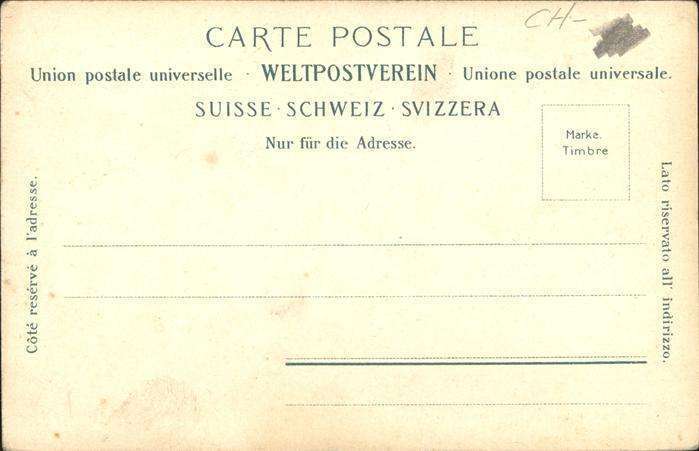 CH-
CARTE POSTALE
Union postale universelle · WELTPOSTVEREIN · Unione postale universale.
SUISSE · SCHWEIZ · SVIZZERA
Nur für die Adresse.
Marke.
Timbre
Côté resérvé à l'adresse.
Lato riservato all' indirizzo.